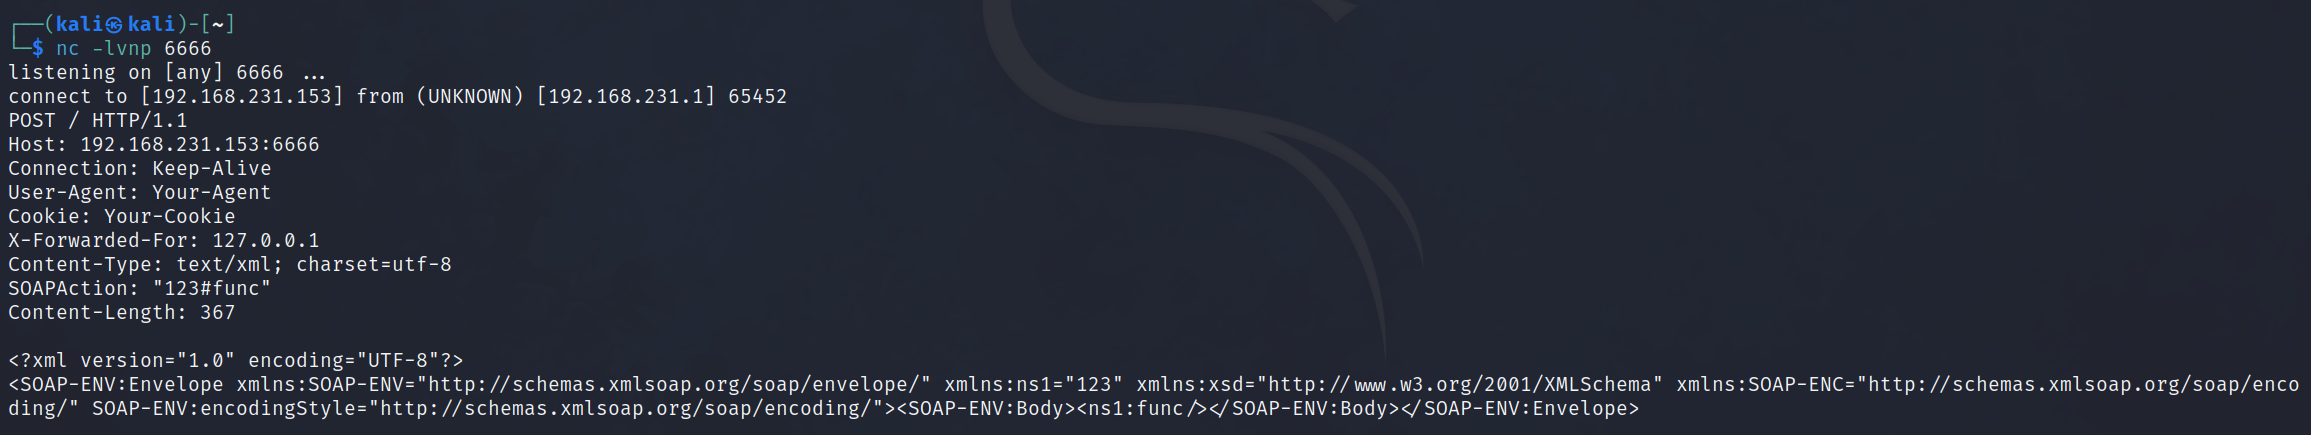 ┌──(kali㉿kali)-[~]
└─$ nc -lvnp 6666
listening on [any] 6666 ...
connect to [192.168.231.153] from (UNKNOWN) [192.168.231.1] 65452
POST / HTTP/1.1
Host: 192.168.231.153:6666
Connection: Keep-Alive
User-Agent: Your-Agent
Cookie: Your-Cookie
X-Forwarded-For: 127.0.0.1
Content-Type: text/xml; charset=utf-8
SOAPAction: "123#func"
Content-Length: 367

<?xml version="1.0" encoding="UTF-8"?>
<SOAP-ENV:Envelope xmlns:SOAP-ENV="http://schemas.xmlsoap.org/soap/envelope/" xmlns:ns1="123" xmlns:xsd="http://www.w3.org/2001/XMLSchema" xmlns:SOAP-ENC="http://schemas.xmlsoap.org/soap/enco
ding/" SOAP-ENV:encodingStyle="http://schemas.xmlsoap.org/soap/encoding/"><SOAP-ENV:Body><ns1:func/></SOAP-ENV:Body></SOAP-ENV:Envelope>